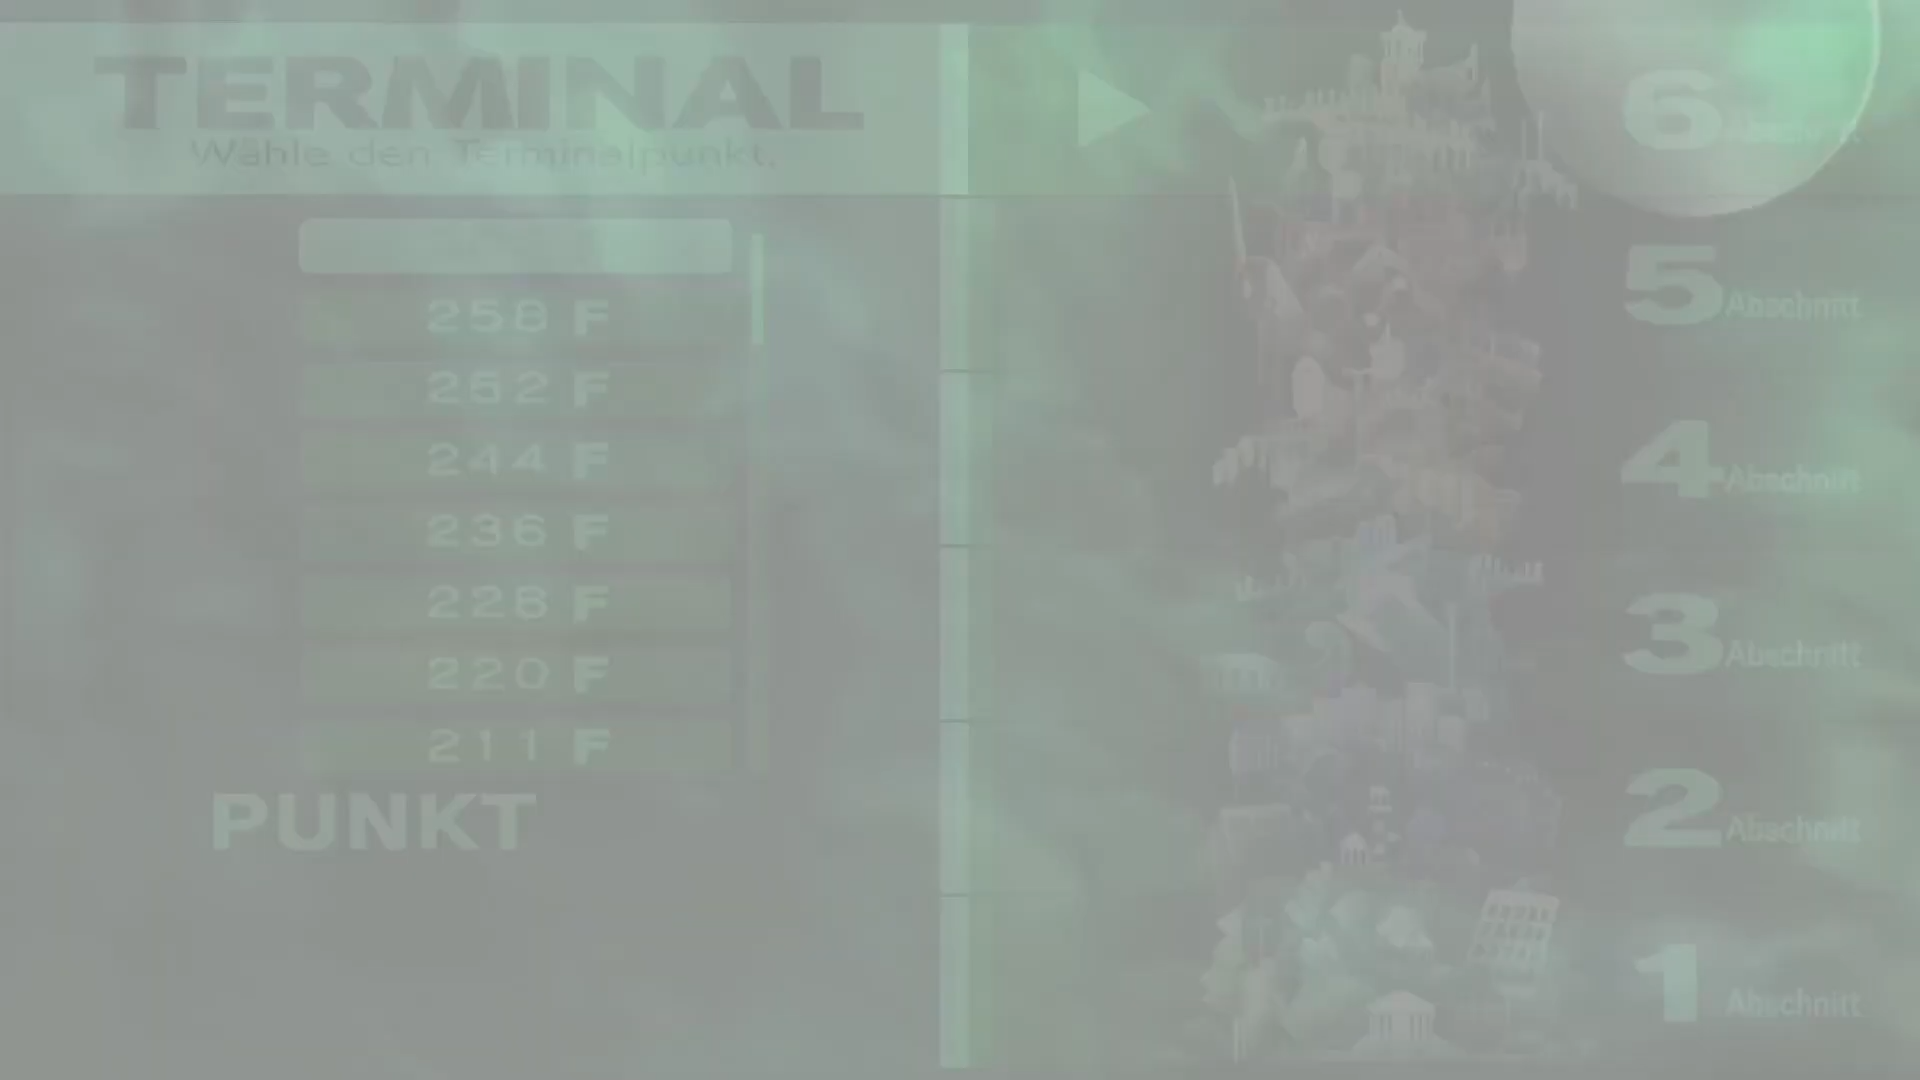 TERMINAL
Wähle den Terminalpunkt.
258 F
252 F
244 F
236 F
228 F
220 F
211 F
PUNKT
6
5 Abschnitt
4 Abschnitt
3 Abschnitt
2 Abschnitt
1 Abschnitt